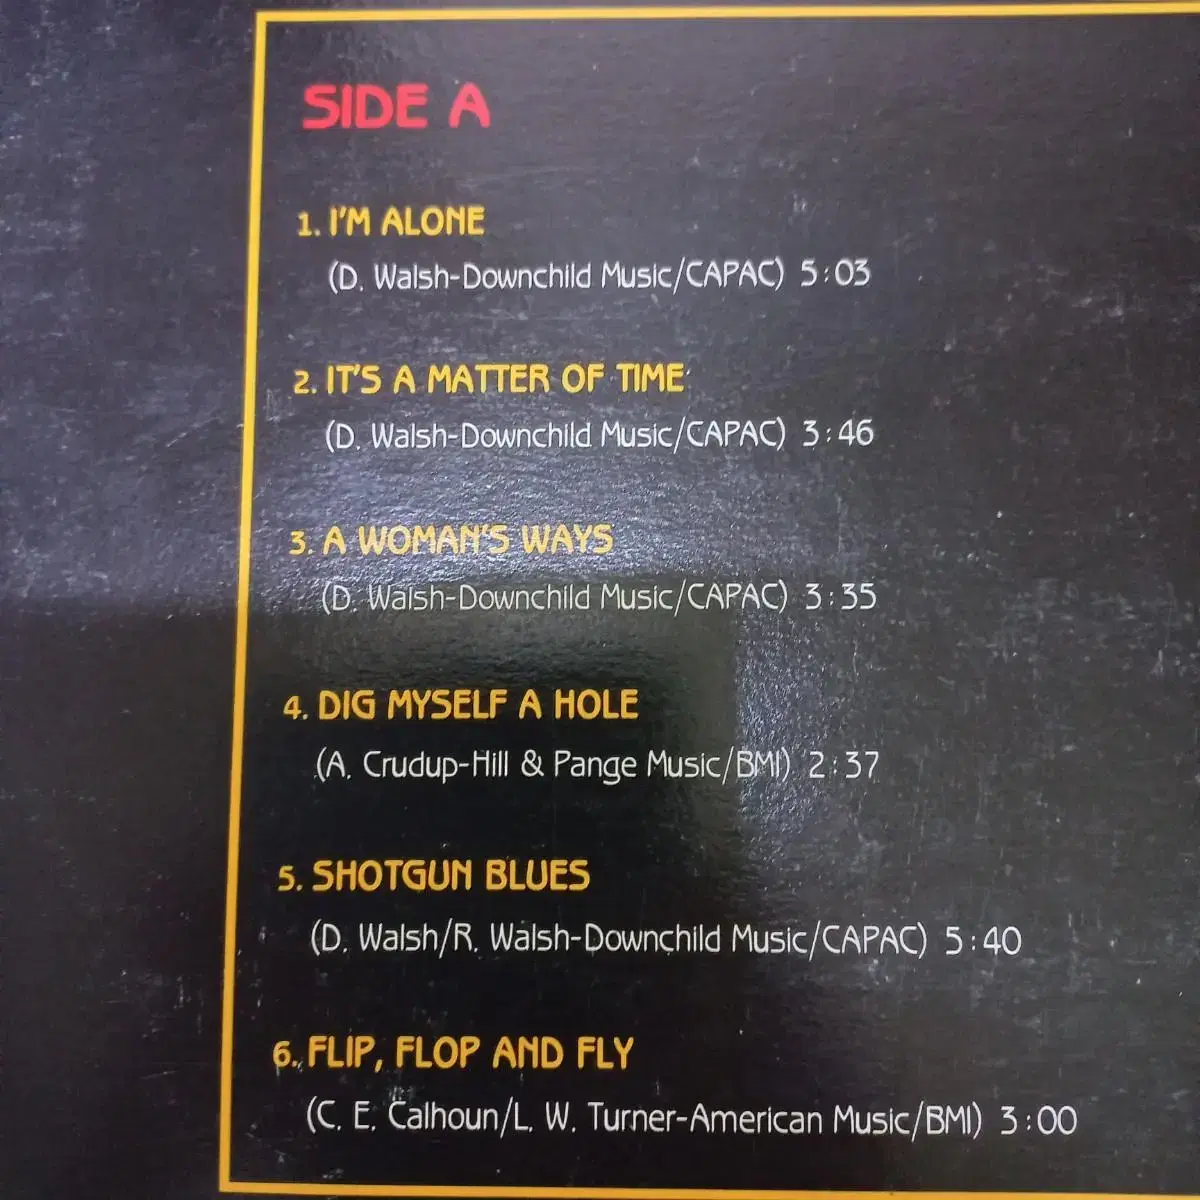 SIDE A
1. I'M ALONE
(D. Walsh-Downchild Music/CAPAC) 5:03
2. IT'S A MATTER OF TIME
(D. Walsh-Downchild Music/CAPAC) 3:46
3. A WOMAN'S WAYS
(D. Walsh-Downchild Music/CAPAC) 3:35
4. DIG MYSELF A HOLE
(A. Crudup-Hill & Pange Music/BMI) 2:37
5. SHOTGUN BLUES
(D. Walsh/R. Walsh-Downchild Music/CAPAC) 5:40
6. FLIP, FLOP AND FLY
(C. E. Calhoun/L. W. Turner-American Music/BMI) 3:00